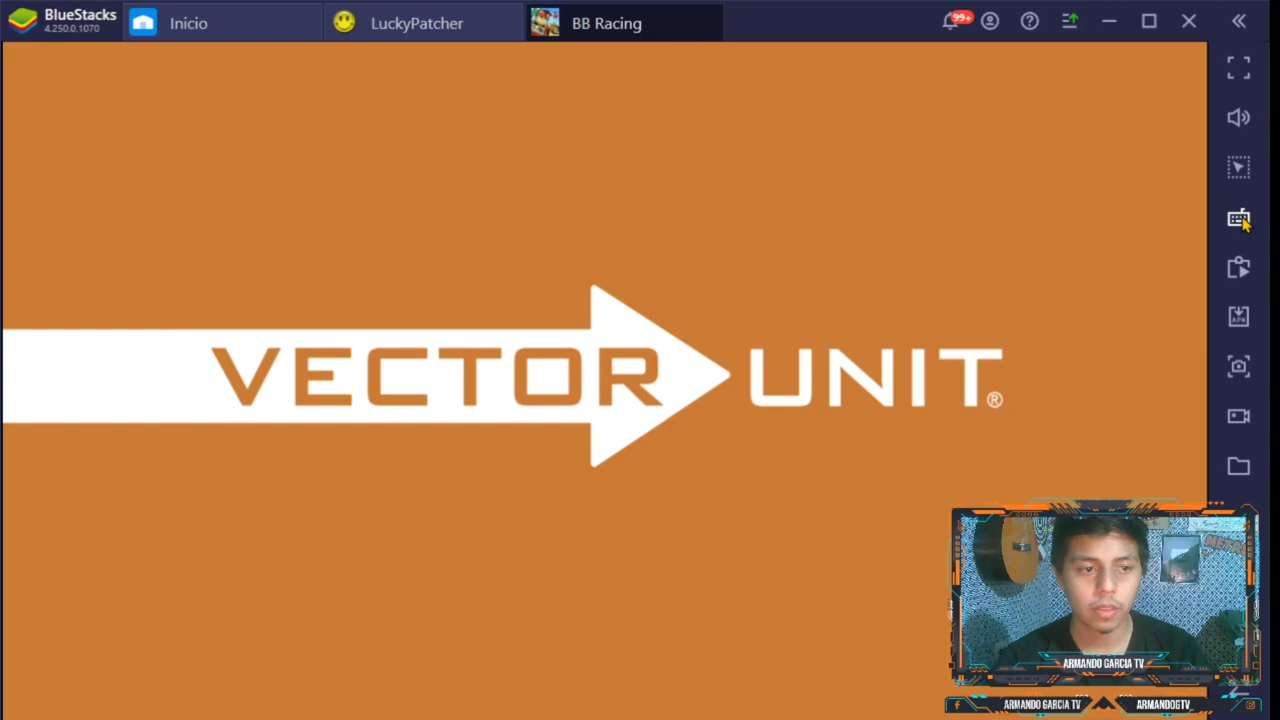 BlueStacks
4.250.0.1070
Inicio
LuckyPatcher
BB Racing
99+
APK
VECTOR UNIT®
ARMANDO GARCIA TV
ARMANDO GARCIA TV
ARMANDOGTV